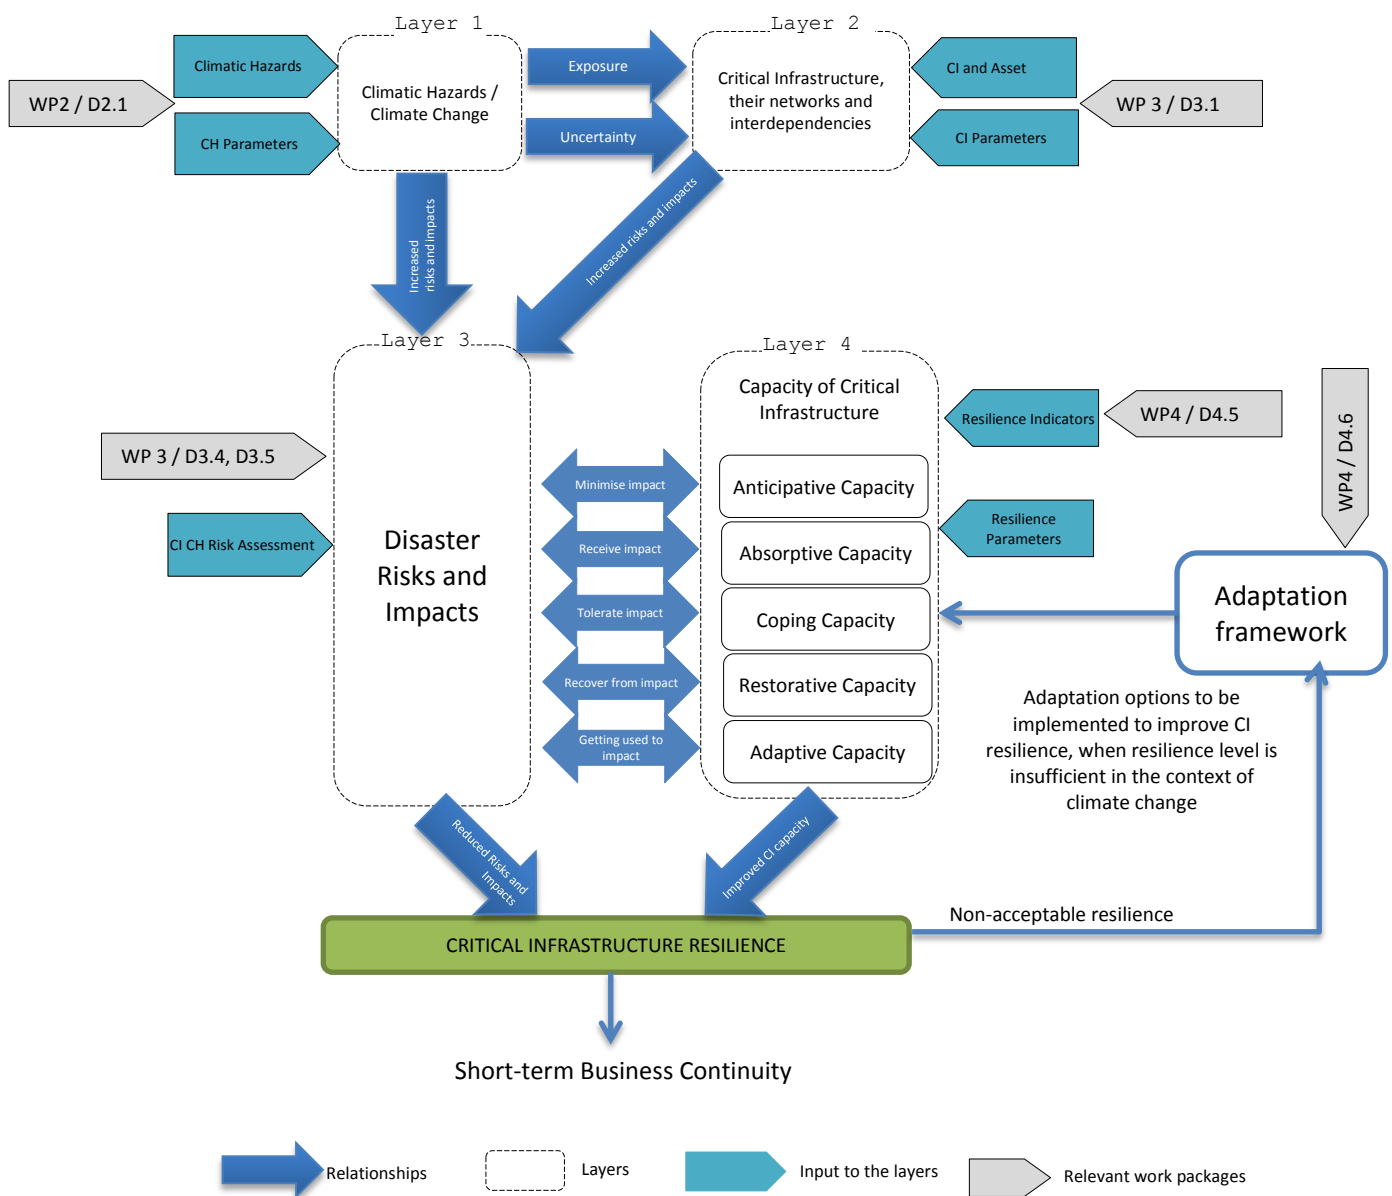 Layer 1
Layer 2
Climatic Hazards
CH Parameters
WP2 / D2.1
Climatic Hazards /
Climate Change
Exposure
Uncertainty
Critical Infrastructure,
their networks and
interdependencies
CI and Asset
CI Parameters
WP 3 / D3.1
Increased
risks and impacts
Increased risks and impacts
Layer 3
Layer 4
WP 3 / D3.4, D3.5
CI CH Risk Assessment
Disaster
Risks and
Impacts
Minimise impact
Receive impact
Tolerate impact
Recover from impact
Getting used to
impact
Capacity of Critical
Infrastructure
Anticipative Capacity
Absorptive Capacity
Coping Capacity
Restorative Capacity
Adaptive Capacity
Resilience Indicators
WP4 / D4.5
Resilience
Parameters
WP4 / D4.6
Adaptation
framework
Adaptation options to be
implemented to improve CI
resilience, when resilience level is
insufficient in the context of
climate change
Reduced Risks and
Impacts
Improved CI capacity
Non-acceptable resilience
CRITICAL INFRASTRUCTURE RESILIENCE
Short-term Business Continuity
Relationships
Layers
Input to the layers
Relevant work packages